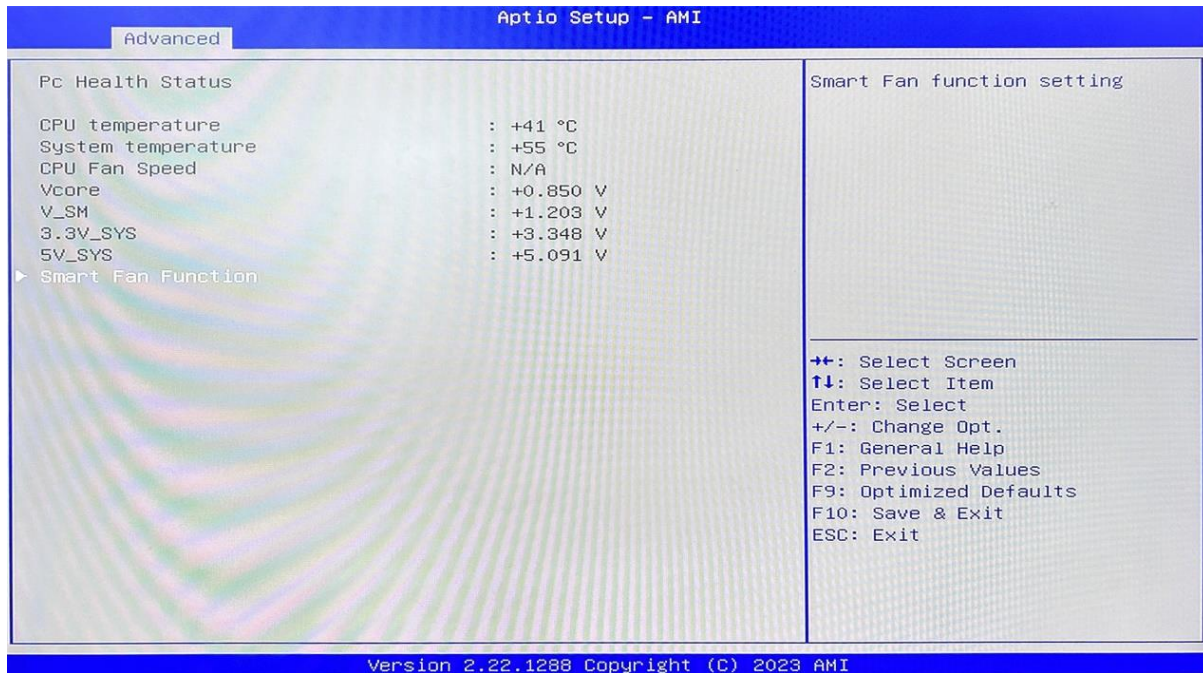 Aptio Setup – AMI
Advanced
Pc Health Status
CPU temperature : +41 °C
System temperature : +55 °C
CPU Fan Speed : N/A
Vcore : +0.850 V
V_SM : +1.203 V
3.3V_SYS : +3.348 V
5V_SYS : +5.091 V
▶ Smart Fan Function
Smart Fan function setting
→←: Select Screen
↑↓: Select Item
Enter: Select
+/-: Change Opt.
F1: General Help
F2: Previous Values
F9: Optimized Defaults
F10: Save & Exit
ESC: Exit
Version 2.22.1288 Copyright (C) 2023 AMI